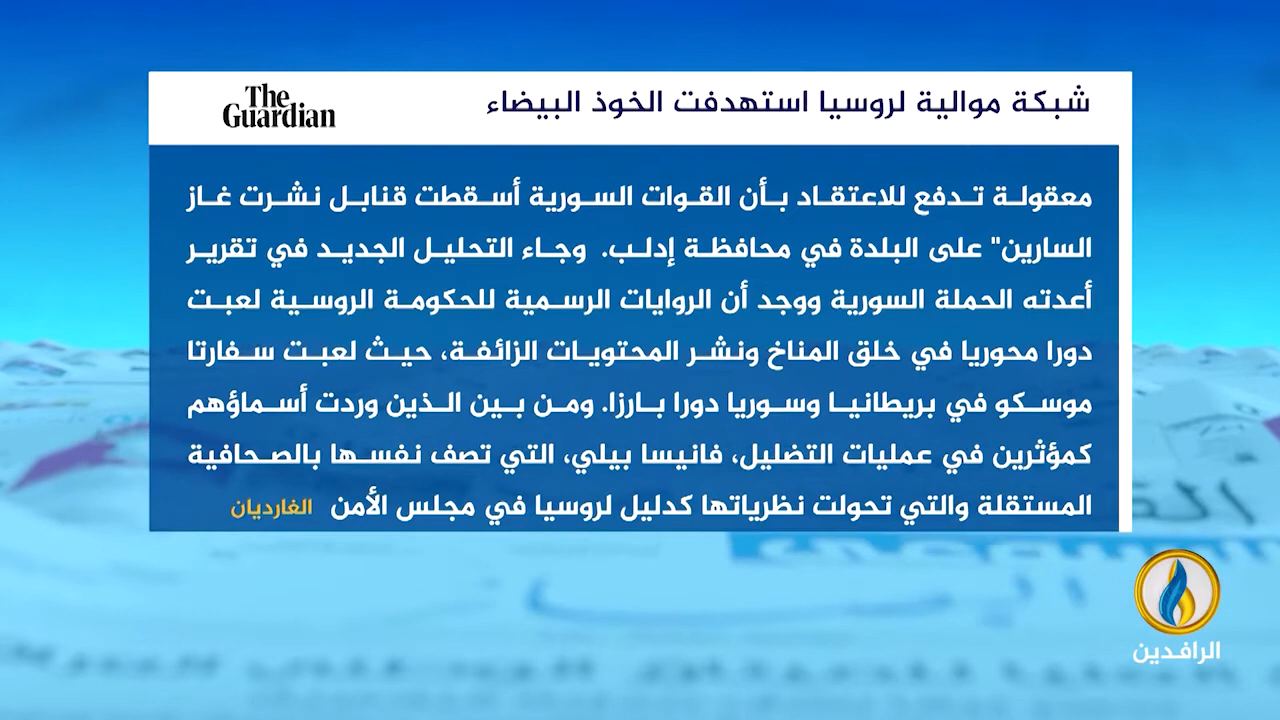 The
Guardian
شبكة موالية لروسيا استهدفت الخوذ البيضاء
معقولة تدفع للاعتقاد بأن القوات السورية أسقطت قنابل نشرت غاز
السارين" على البلدة في محافظة إدلب. وجاء التحليل الجديد في تقرير
أعدته الحملة السورية ووجد أن الروايات الرسمية للحكومة الروسية لعبت
دورا محوريا في خلق المناخ ونشر المحتويات الزائفة، حيث لعبت سفارتا
موسكو في بريطانيا وسوريا دورا بارزا. ومن بين الذين وردت أسماؤهم
كمؤثرين في عمليات التضليل، فانيسا بيلي، التي تصف نفسها بالصحافية
المستقلة والتي تحولت نظرياتها كدليل لروسيا في مجلس الأمن الغارديان
الرافدين